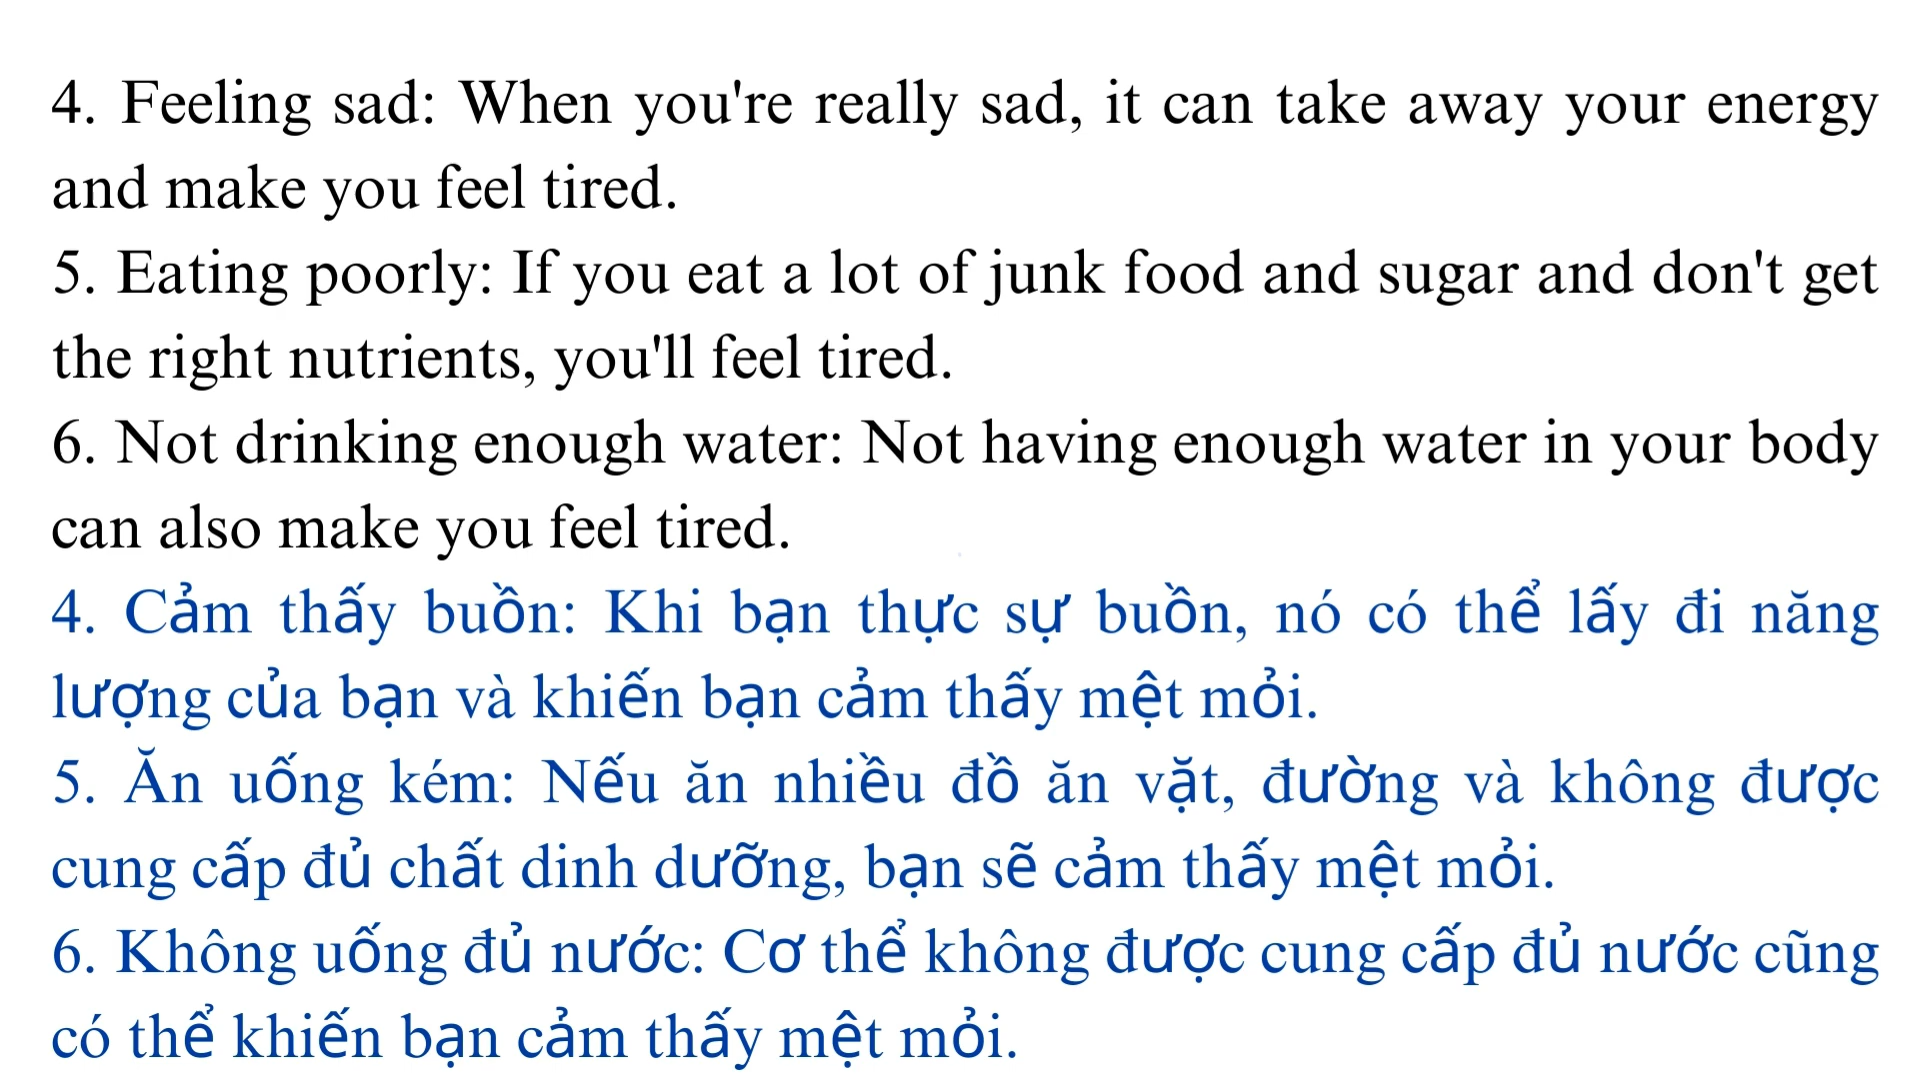 4. Feeling sad: When you're really sad, it can take away your energy
and make you feel tired.
5. Eating poorly: If you eat a lot of junk food and sugar and don't get
the right nutrients, you'll feel tired.
6. Not drinking enough water: Not having enough water in your body
can also make you feel tired.
4. Cảm thấy buồn: Khi bạn thực sự buồn, nó có thể lấy đi năng
lượng của bạn và khiến bạn cảm thấy mệt mỏi.
5. Ăn uống kém: Nếu ăn nhiều đồ ăn vặt, đường và không được
cung cấp đủ chất dinh dưỡng, bạn sẽ cảm thấy mệt mỏi.
6. Không uống đủ nước: Cơ thể không được cung cấp đủ nước cũng
có thể khiến bạn cảm thấy mệt mỏi.